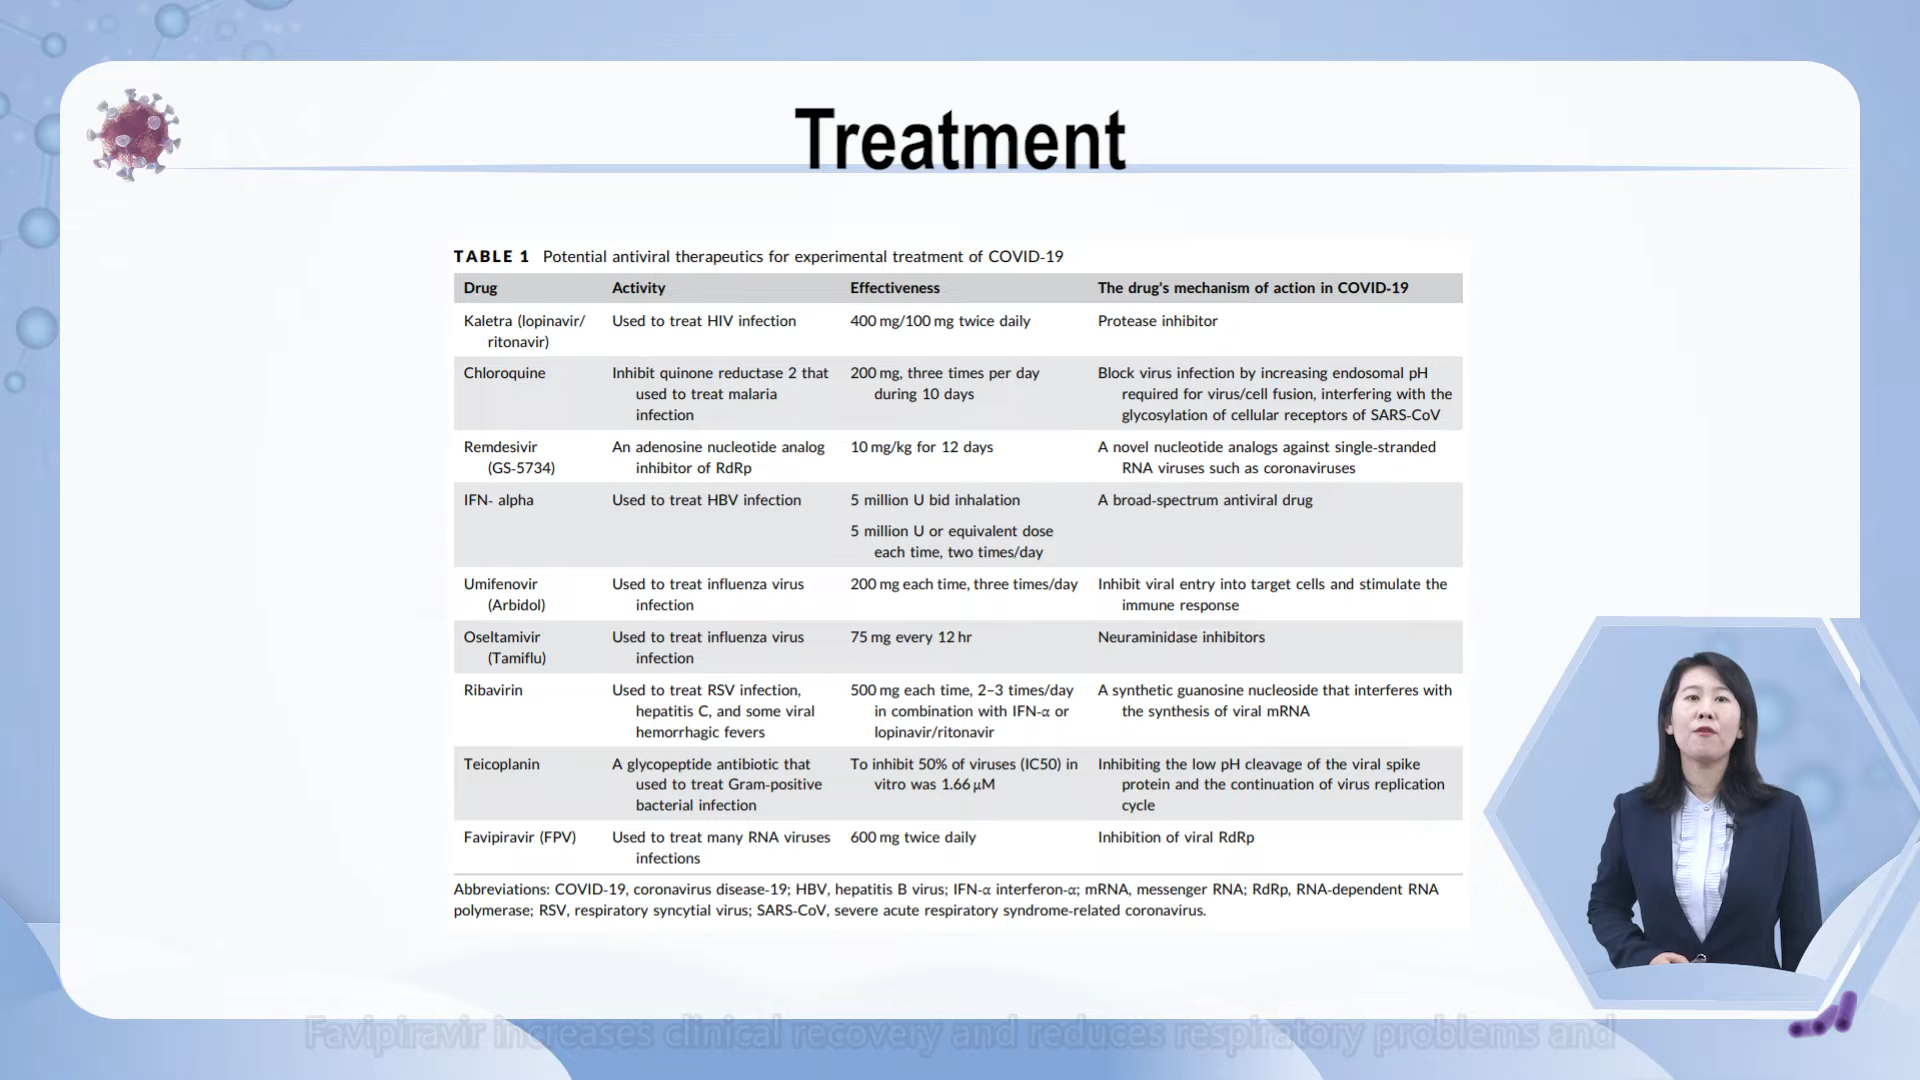 Treatment
TABLE 1 Potential antiviral therapeutics for experimental treatment of COVID-19
Drug Activity Effectiveness The drug's mechanism of action in COVID-19
Kaletra (lopinavir/ Used to treat HIV infection 400 mg/100 mg twice daily Protease inhibitor
ritonavir)
Chloroquine Inhibit quinone reductase 2 that 200 mg, three times per day Block virus infection by increasing endosomal pH
used to treat malaria during 10 days required for virus/cell fusion, interfering with the
infection glycosylation of cellular receptors of SARS-CoV
Remdesivir An adenosine nucleotide analog 10 mg/kg for 12 days A novel nucleotide analogs against single-stranded
(GS-5734) inhibitor of RdRp RNA viruses such as coronaviruses
IFN- alpha Used to treat HBV infection 5 million U bid inhalation A broad-spectrum antiviral drug
5 million U or equivalent dose
each time, two times/day
Umifenovir Used to treat influenza virus 200 mg each time, three times/day Inhibit viral entry into target cells and stimulate the
(Arbidol) infection immune response
Oseltamivir Used to treat influenza virus 75 mg every 12 hr Neuraminidase inhibitors
(Tamiflu) infection
Ribavirin Used to treat RSV infection, 500 mg each time, 2–3 times/day A synthetic guanosine nucleoside that interferes with
hepatitis C, and some viral in combination with IFN-α or the synthesis of viral mRNA
hemorrhagic fevers lopinavir/ritonavir
Teicoplanin A glycopeptide antibiotic that To inhibit 50% of viruses (IC50) in Inhibiting the low pH cleavage of the viral spike
used to treat Gram-positive vitro was 1.66 μM protein and the continuation of virus replication
bacterial infection cycle
Favipiravir (FPV) Used to treat many RNA viruses 600 mg twice daily Inhibition of viral RdRp
infections
Abbreviations: COVID-19, coronavirus disease-19; HBV, hepatitis B virus; IFN-α interferon-α; mRNA, messenger RNA; RdRp, RNA-dependent RNA
polymerase; RSV, respiratory syncytial virus; SARS-CoV, severe acute respiratory syndrome-related coronavirus.
Favipiravir increases clinical recovery and reduces respiratory problems and